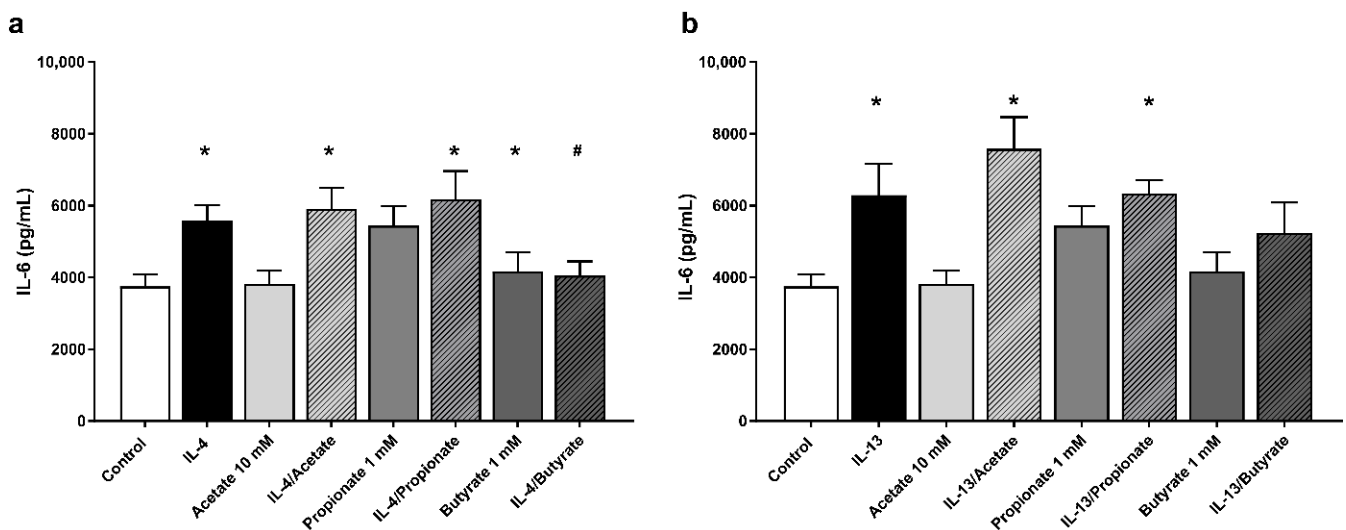 a
10,000
8000
6000
4000
2000
0
IL-6 (pg/mL)
* * * * #
Control
IL-4
Acetate 10 mM
IL-4/Acetate
Propionate 1 mM
IL-4/Propionate
Butyrate 1 mM
IL-4/Butyrate
b
10,000
8000
6000
4000
2000
0
IL-6 (pg/mL)
* * *
Control
IL-13
Acetate 10 mM
IL-13/Acetate
Propionate 1 mM
IL-13/Propionate
Butyrate 1 mM
IL-13/Butyrate